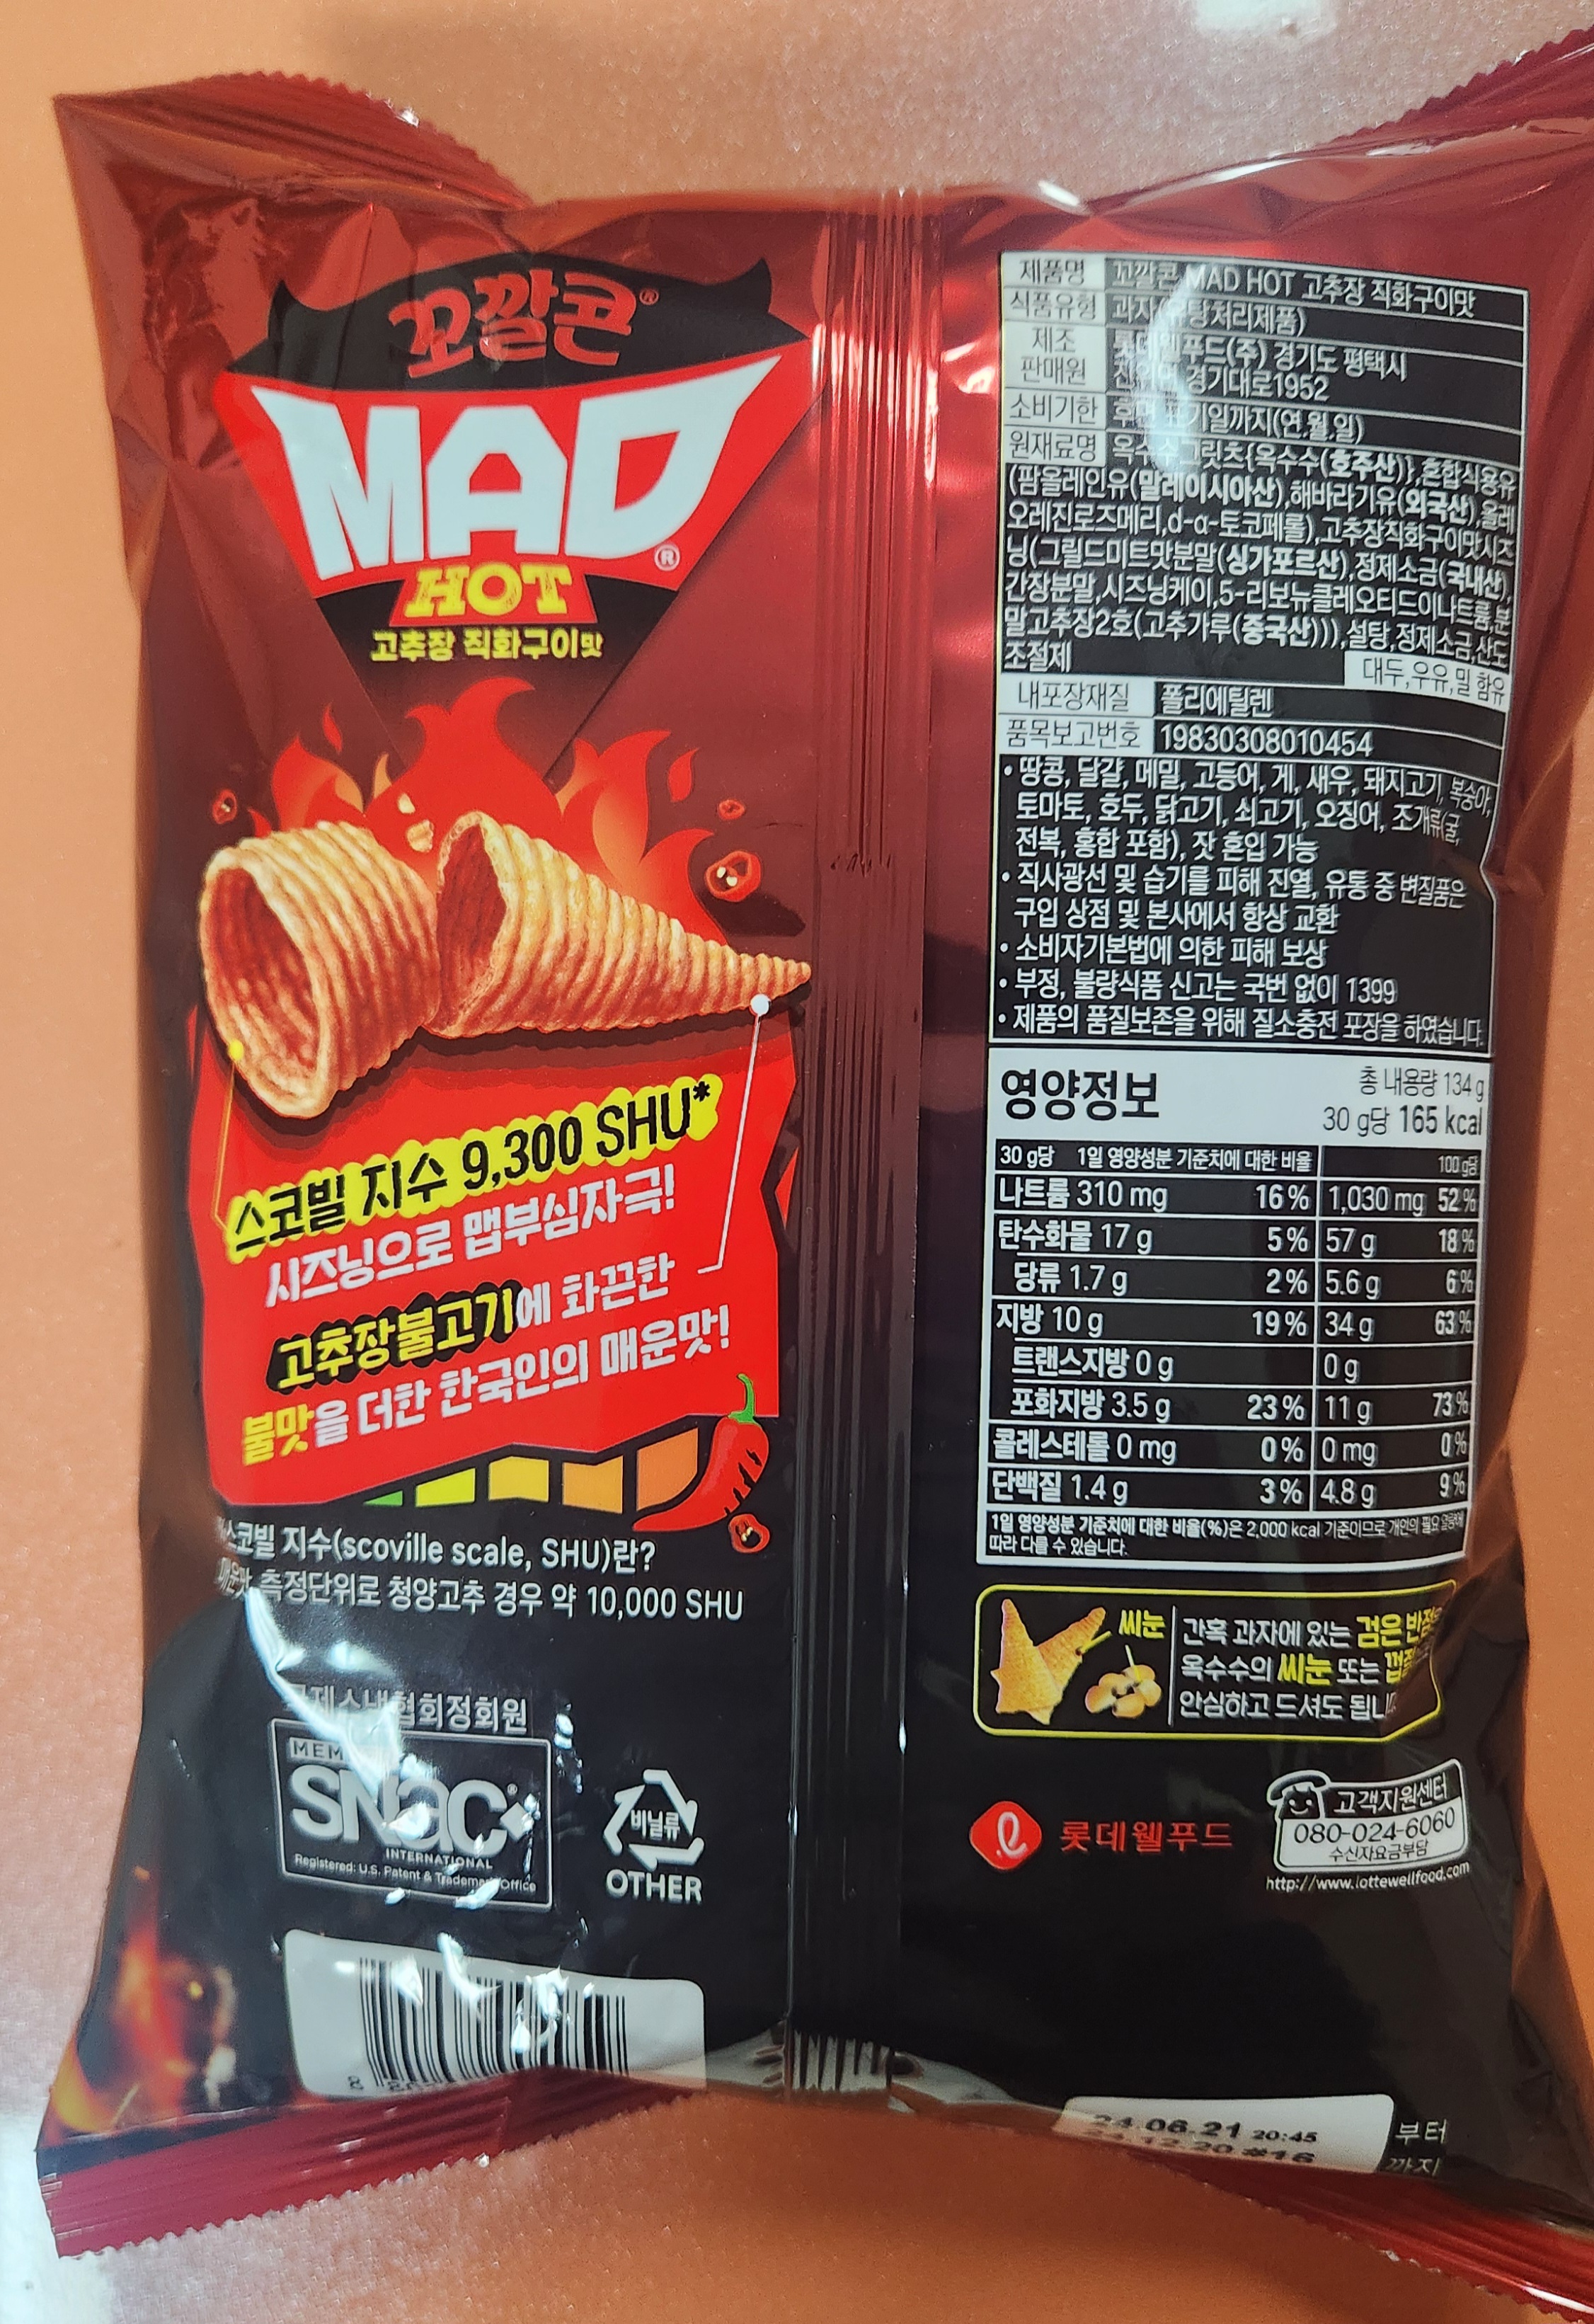 꼬깔콘®
MAD®
HOT
고추장 직화구이맛
스코빌 지수 9,300 SHU*
시즈닝으로 맵부심자극!
고추장불고기에 화끈한
불맛을 더한 한국인의 매운맛!
스코빌 지수(scoville scale, SHU)란?
매운맛 측정단위로 청양고추 경우 약 10,000 SHU
협회정회원
SNAC
INTERNATIONAL
Registered: U.S. Patent & Trademark Office
비닐류
OTHER
제품명 꼬깔콘 MAD HOT 고추장 직화구이맛
식품유형 과자(유탕처리제품)
제조 롯데웰푸드(주) 경기도 평택시
판매원 경기대로1952
소비기한 후면 표기일까지(연,월,일)
원재료명 옥수수그릿츠{옥수수(호주산)},혼합식용유
(팜올레인유(말레이시아산),해바라기유(외국산),올레
오레진로즈메리,d-α-토코페롤),고추장직화구이맛시즈
닝(그릴드미트맛분말(싱가포르산),정제소금(국내산),
간장분말,시즈닝케이,5-리보뉴클레오티드이나트륨,분
말고추장2호(고추가루(중국산))),설탕,정제소금,산도
조절제
대두,우유,밀 함유
내포장재질 폴리에틸렌
품목보고번호 19830308010454
• 땅콩, 달걀, 메밀, 고등어, 게, 새우, 돼지고기, 복숭아,
토마토, 호두, 닭고기, 쇠고기, 오징어, 조개류(굴,
전복, 홍합 포함), 잣 혼입 가능
• 직사광선 및 습기를 피해 진열, 유통 중 변질품은
구입 상점 및 본사에서 항상 교환
• 소비자기본법에 의한 피해 보상
• 부정, 불량식품 신고는 국번 없이 1399
• 제품의 품질보존을 위해 질소충전 포장을 하였습니다.
영양정보
총 내용량 134 g
30 g당 165 kcal
30 g당 1일 영양성분 기준치에 대한 비율 100 g당
나트륨 310 mg 16 % 1,030 mg 52 %
탄수화물 17 g 5 % 57 g 18 %
당류 1.7 g 2 % 5.6 g 6 %
지방 10 g 19 % 34 g 63 %
트랜스지방 0 g 0 g
포화지방 3.5 g 23 % 11 g 73 %
콜레스테롤 0 mg 0 % 0 mg 0 %
단백질 1.4 g 3 % 4.8 g 9 %
1일 영양성분 기준치에 대한 비율(%)은 2,000 kcal 기준이므로 개인의 필요 열량에
따라 다를 수 있습니다.
씨눈
간혹 과자에 있는 검은 반점은
옥수수의 씨눈 또는
안심하고 드셔도 됩니다
롯데웰푸드
고객지원센터
080-024-6060
수신자요금부담
http://www.lottewellfood.com
24.06.21 20:45 부터
24.12.20 #16 까지